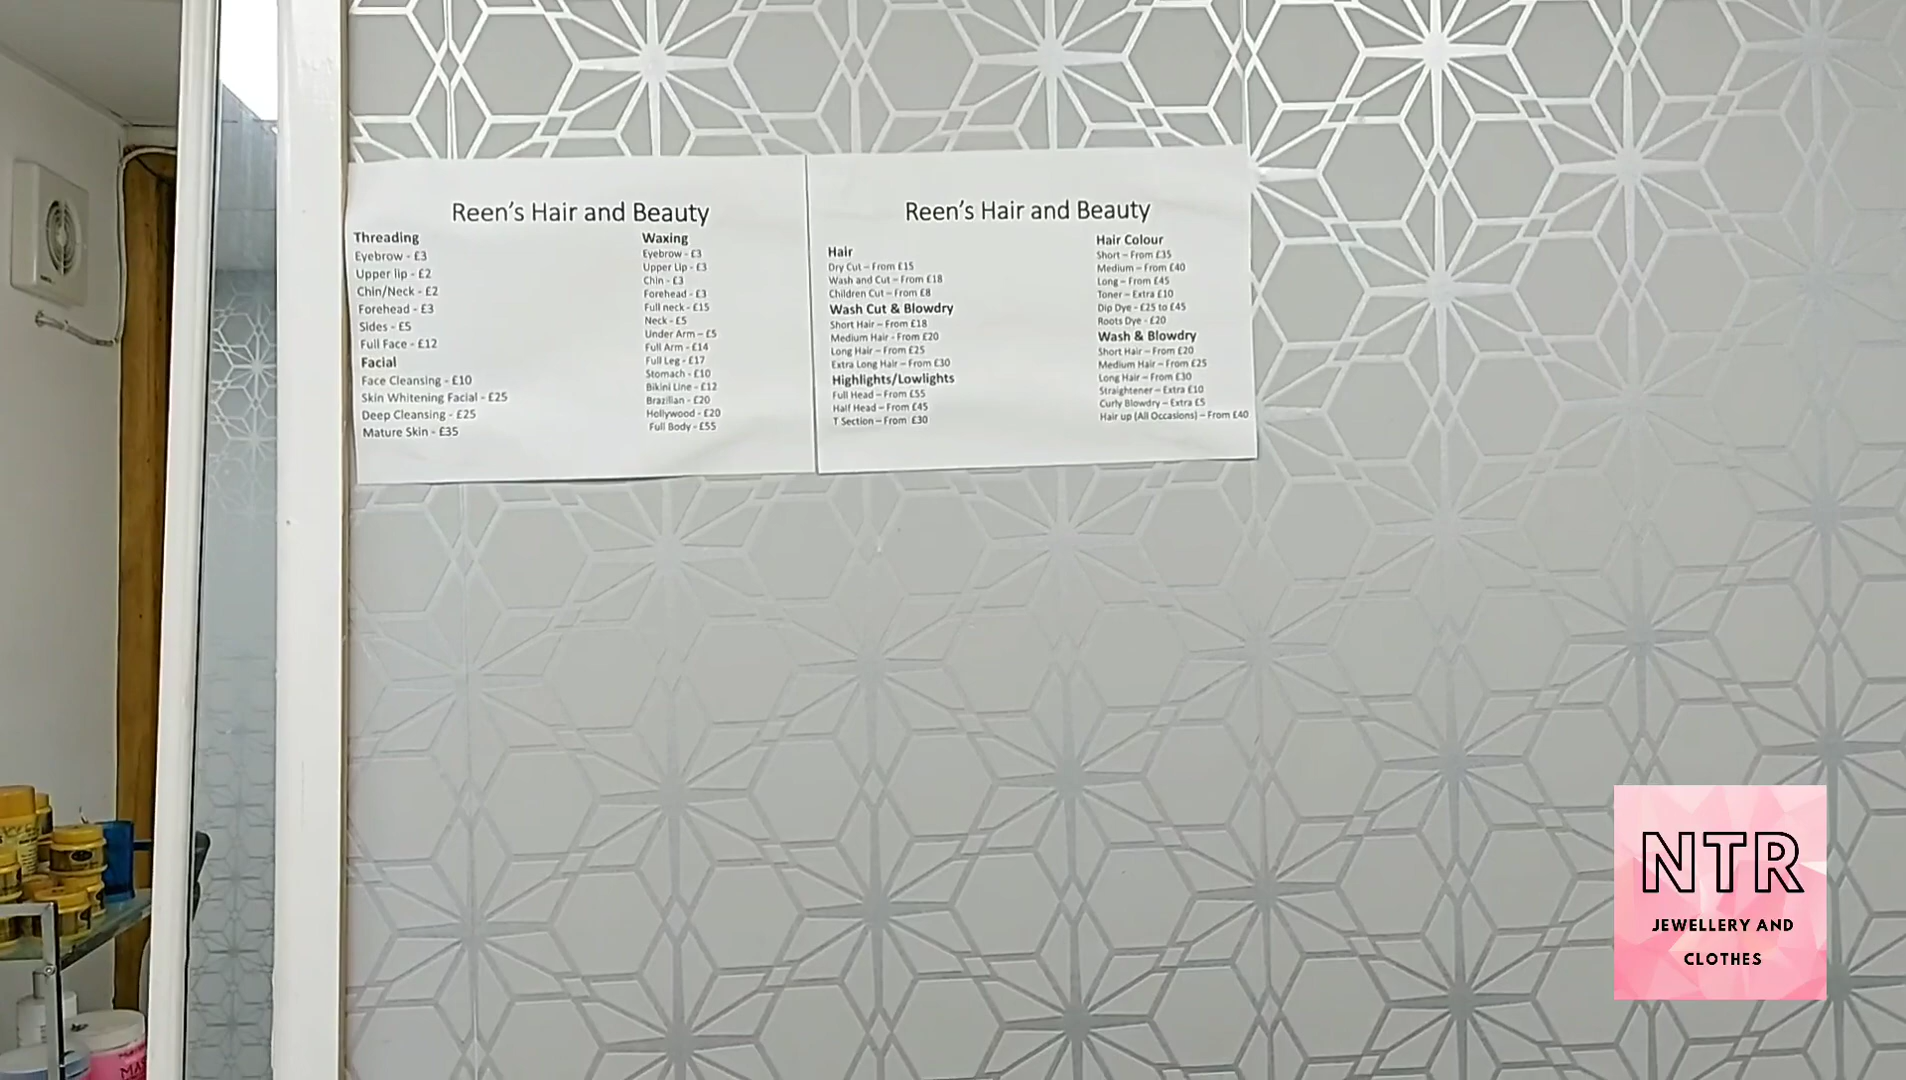 Reen's Hair and Beauty
Threading
Eyebrow - £3
Upper lip - £2
Chin/Neck - £2
Forehead - £3
Sides - £5
Full Face - £12
Facial
Face Cleansing - £10
Skin Whitening Facial - £25
Deep Cleansing - £25
Mature Skin - £35
Waxing
Eyebrow - £3
Upper Lip - £3
Chin - £3
Forehead - £3
Full neck - £15
Neck - £5
Under Arm – £5
Full Arm - £14
Full Leg - £17
Stomach - £10
Bikini Line - £12
Brazilian - £20
Hollywood - £20
Full Body - £55
Reen's Hair and Beauty
Hair
Dry Cut – From £15
Wash and Cut – From £18
Children Cut – From £8
Wash Cut & Blowdry
Short Hair – From £18
Medium Hair - From £20
Long Hair – From £25
Extra Long Hair – From £30
Highlights/Lowlights
Full Head – From £55
Half Head – From £45
T Section – From £30
Hair Colour
Short – From £35
Medium – From £40
Long – From £45
Toner – Extra £10
Dip Dye - £25 to £45
Roots Dye - £20
Wash & Blowdry
Short Hair – From £20
Medium Hair – From £25
Long Hair – From £30
Straightener – Extra £10
Curly Blowdry – Extra £5
Hair up (All Occasions) – From £40
NTR
JEWELLERY AND
CLOTHES